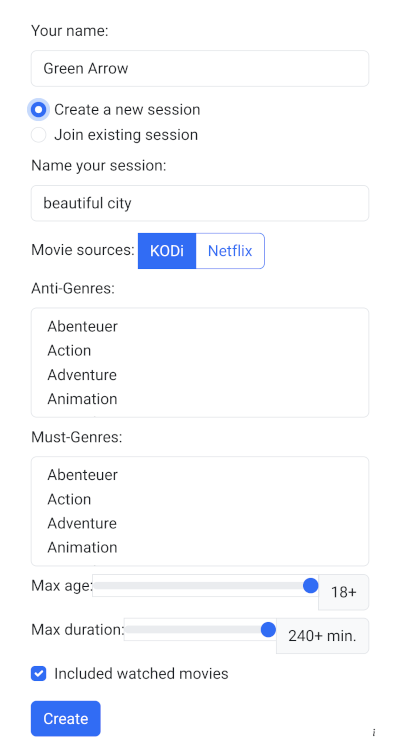 Your name:
Green Arrow
Create a new session
Join existing session
Name your session:
beautiful city
Movie sources: KODi Netflix
Anti-Genres:
Abenteuer
Action
Adventure
Animation
Must-Genres:
Abenteuer
Action
Adventure
Animation
Max age: 18+
Max duration: 240+ min.
Included watched movies
Create
i